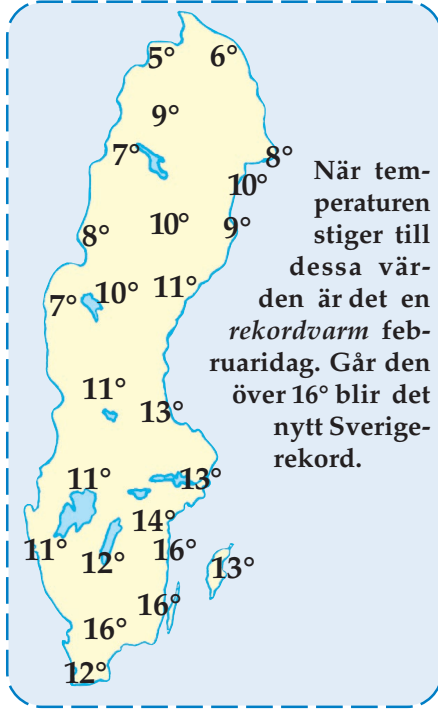 5° 6°
9°
7° 8°
10°
8° 10° 9°
7° 10° 11°
11°
13°
11° 13°
14°
11° 12° 16° 13°
16°
16°
12°
När tem-
peraturen
stiger till
dessa vär-
den är det en
rekordvarm feb-
ruaridag. Går den
över 16° blir det
nytt Sverige-
rekord.